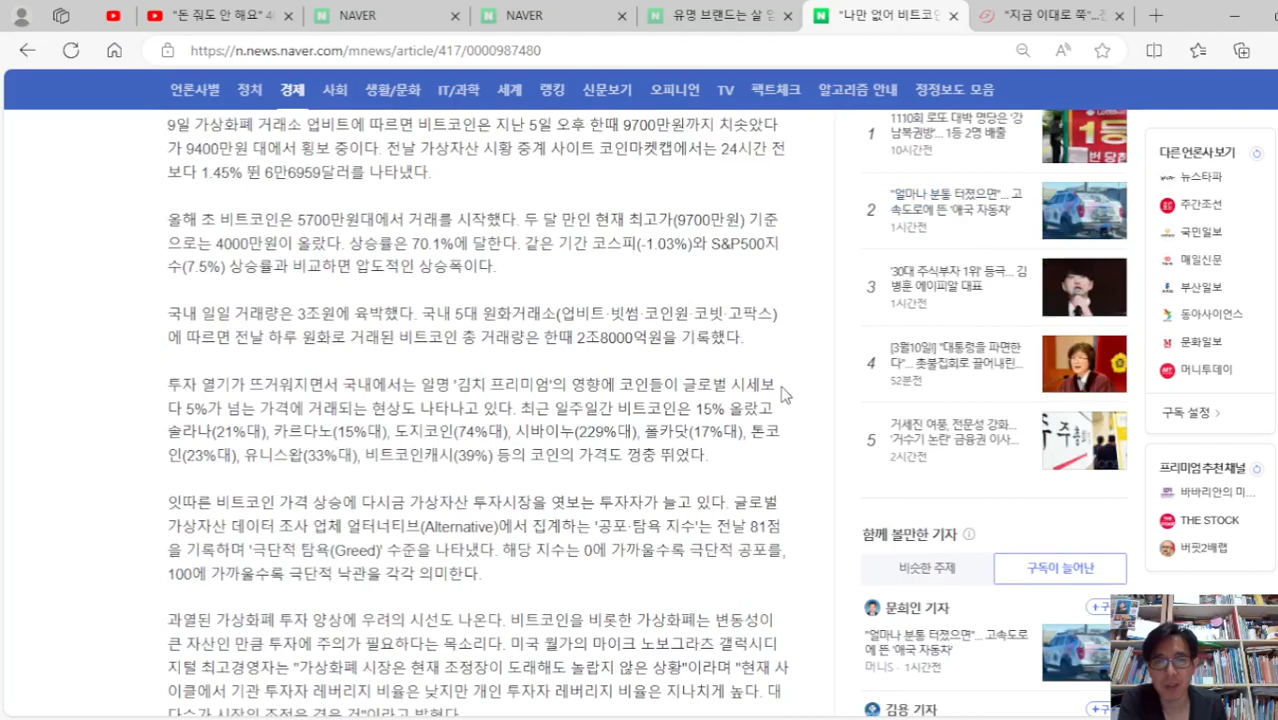 "돈 줘도 안 해요" 4
NAVER
NAVER
유명 브랜드는 살 
"나만 없어 비트코인
"지금 이대로 쭉"...
https://n.news.naver.com/mnews/article/417/0000987480
언론사별 정치 경제 사회 생활/문화 IT/과학 세계 랭킹 신문보기 오피니언 TV 팩트체크 알고리즘 안내 정정보도 모음
9일 가상화폐 거래소 업비트에 따르면 비트코인은 지난 5일 오후 한때 9700만원까지 치솟았다
가 9400만원 대에서 횡보 중이다. 전날 가상자산 시황 중계 사이트 코인마켓캡에서는 24시간 전
보다 1.45% 뛴 6만6959달러를 나타냈다.
올해 초 비트코인은 5700만원대에서 거래를 시작했다. 두 달 만인 현재 최고가(9700만원) 기준
으로는 4000만원이 올랐다. 상승률은 70.1%에 달한다. 같은 기간 코스피(-1.03%)와 S&P500지
수(7.5%) 상승률과 비교하면 압도적인 상승폭이다.
국내 일일 거래량은 3조원에 육박했다. 국내 5대 원화거래소(업비트·빗썸·코인원·코빗·고팍스)
에 따르면 전날 하루 원화로 거래된 비트코인 총 거래량은 한때 2조8000억원을 기록했다.
투자 열기가 뜨거워지면서 국내에서는 일명 '김치 프리미엄'의 영향에 코인들이 글로벌 시세보
다 5%가 넘는 가격에 거래되는 현상도 나타나고 있다. 최근 일주일간 비트코인은 15% 올랐고
솔라나(21%대), 카르다노(15%대), 도지코인(74%대), 시바이누(229%대), 폴카닷(17%대), 톤코
인(23%대), 유니스왑(33%대), 비트코인캐시(39%) 등의 코인의 가격도 껑충 뛰었다.
잇따른 비트코인 가격 상승에 다시금 가상자산 투자시장을 엿보는 투자자가 늘고 있다. 글로벌
가상자산 데이터 조사 업체 얼터너티브(Alternative)에서 집계하는 '공포·탐욕 지수'는 전날 81점
을 기록하며 '극단적 탐욕(Greed)' 수준을 나타냈다. 해당 지수는 0에 가까울수록 극단적 공포를,
100에 가까울수록 극단적 낙관을 각각 의미한다.
과열된 가상화폐 투자 양상에 우려의 시선도 나온다. 비트코인을 비롯한 가상화폐는 변동성이
큰 자산인 만큼 투자에 주의가 필요하다는 목소리다. 미국 월가의 마이크 노보그라츠 갤럭시디
지털 최고경영자는 "가상화폐 시장은 현재 조정장이 도래해도 놀랍지 않은 상황"이라며 "현재 사
이클에서 기관 투자자 레버리지 비율은 낮지만 개인 투자자 레버리지 비율은 지나치게 높다. 대
다수가 시장의 조정을 겪을 것"이라고 밝혔다.
1
1110회 로또 대박 명당은 '강
남북권방'... 1등 2명 배출
10시간전
2
"얼마나 분통 터졌으면"... 고
속도로에 뜬 '애국 자동차'
1시간전
3
'30대 주식부자 1위' 등극... 김
병훈 에이피알 대표
1시간전
4
[3월10일] "대통령을 파면한
다"... 촛불집회로 끌어내린...
52분전
5
거세진 여풍, 전문성 강화...
'거수기 논란' 금융권 이사...
2시간전
함께 볼만한 기자
비슷한 주제
구독이 늘어난
문희인 기자
+구
"얼마나 분통 터졌으면"... 고속도로
에 뜬 '애국 자동차'
머니S · 1시간전
김용 기자
+구
다른 언론사 보기
뉴스타파
주간조선
국민일보
매일신문
부산일보
동아사이언스
문화일보
머니투데이
구독 설정 >
프리미엄 추천 채널
바바리안의 미...
THE STOCK
버핏2배랩